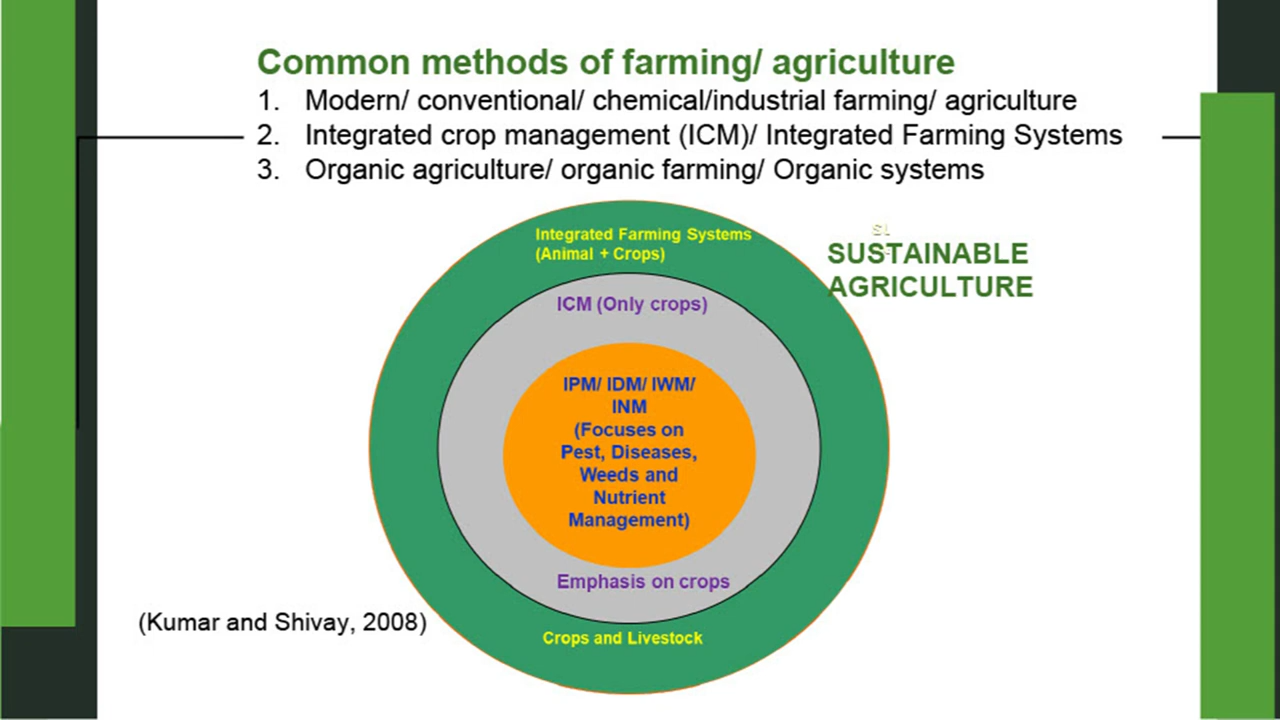 Common methods of farming/ agriculture
1. Modern/ conventional/ chemical/industrial farming/ agriculture
2. Integrated crop management (ICM)/ Integrated Farming Systems
3. Organic agriculture/ organic farming/ Organic systems
Integrated Farming Systems
(Animal + Crops)
SUSTAINABLE
AGRICULTURE
ICM (Only crops)
IPM/ IDM/ IWM/
INM
(Focuses on
Pest, Diseases,
Weeds and
Nutrient
Management)
Emphasis on crops
Crops and Livestock
(Kumar and Shivay, 2008)